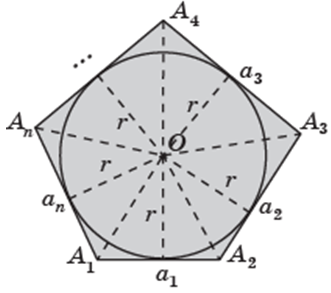 A₄
...
a₃
r
r
Aₙ
A₃
O
r
r
aₙ
a₂
r
A₁
a₁
A₂